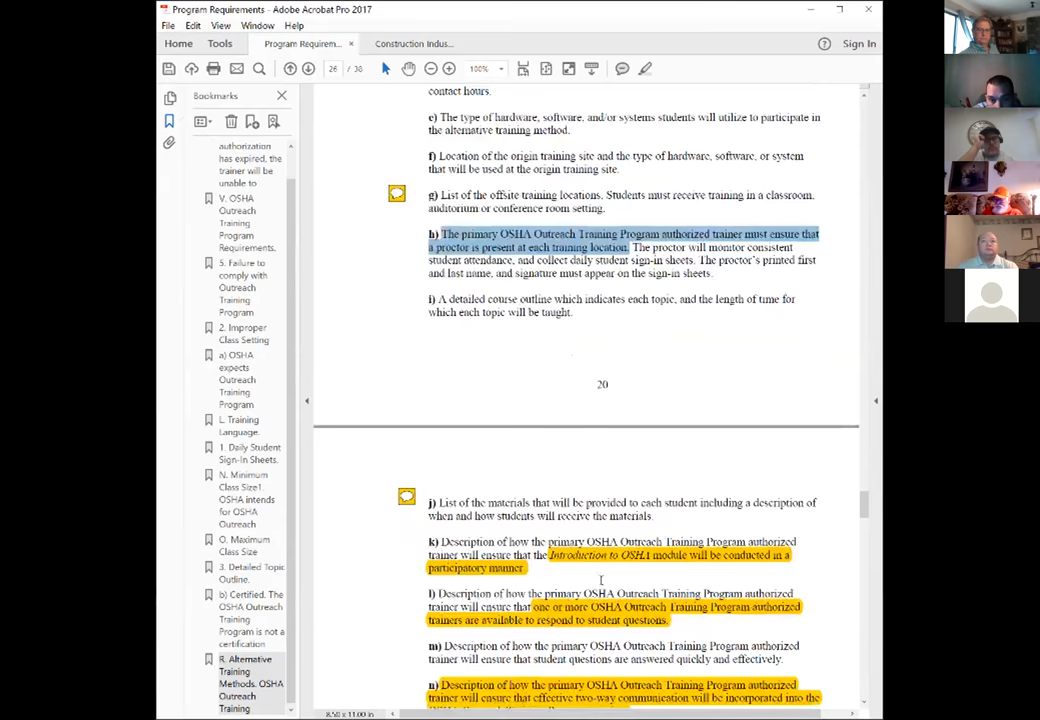 Program Requirements - Adobe Acrobat Pro 2017
File Edit View Window Help
Home Tools Program Requirem... × Construction Indus... Sign In
26 / 38 100%
Bookmarks
authorization
has expired, the
trainer will be
unable to
V. OSHA
Outreach
Training
Program
Requirements.
5. Failure to
comply with
OSHA
Outreach
Training
Program
2. Improper
Class Setting
a) OSHA
expects
Outreach
Training
Program
L. Training
Language.
1. Daily Student
Sign-In Sheets.
N. Minimum
Class Size1.
OSHA intends
for OSHA
Outreach
O. Maximum
Class Size
3. Detailed Topic
Outline.
b) Certified. The
OSHA Outreach
Training
Program is not a
certification
R. Alternative
Training
Methods. OSHA
Outreach
Training
contact hours.
e) The type of hardware, software, and/or systems students will utilize to participate in
the alternative training method.
f) Location of the origin training site and the type of hardware, software, or system
that will be used at the origin training site.
g) List of the offsite training locations. Students must receive training in a classroom,
auditorium or conference room setting.
h) The primary OSHA Outreach Training Program authorized trainer must ensure that
a proctor is present at each training location. The proctor will monitor consistent
student attendance, and collect daily student sign-in sheets. The proctor's printed first
and last name, and signature must appear on the sign-in sheets.
i) A detailed course outline which indicates each topic, and the length of time for
which each topic will be taught.
20
j) List of the materials that will be provided to each student including a description of
when and how students will receive the materials.
k) Description of how the primary OSHA Outreach Training Program authorized
trainer will ensure that the Introduction to OSHA module will be conducted in a
participatory manner
l) Description of how the primary OSHA Outreach Training Program authorized
trainer will ensure that one or more OSHA Outreach Training Program authorized
trainers are available to respond to student questions.
m) Description of how the primary OSHA Outreach Training Program authorized
trainer will ensure that student questions are answered quickly and effectively.
n) Description of how the primary OSHA Outreach Training Program authorized
trainer will ensure that effective two-way communication will be incorporated into the
8.50 x 11.00 in